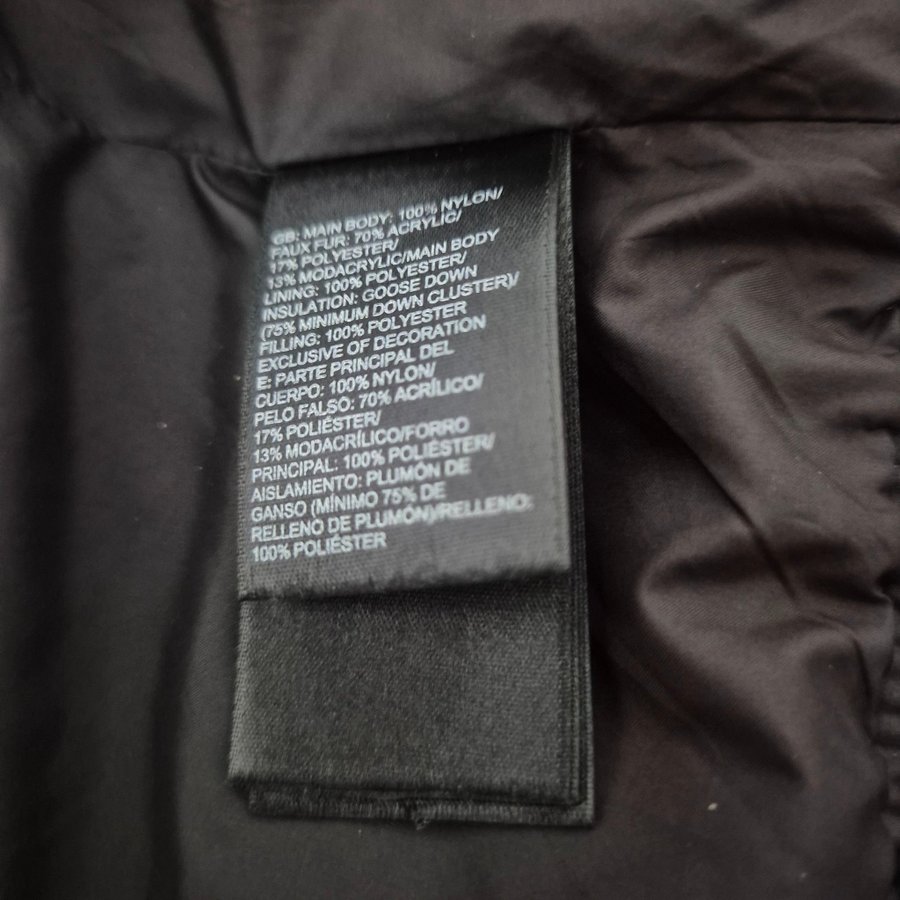 GB: MAIN BODY: 100% NYLON/
FAUX FUR: 70% ACRYLIC/
17% POLYESTER/
13% MODACRYLIC/MAIN BODY
LINING: 100% POLYESTER/
INSULATION: GOOSE DOWN
(75% MINIMUM DOWN CLUSTER)/
FILLING: 100% POLYESTER
EXCLUSIVE OF DECORATION
E: PARTE PRINCIPAL DEL
CUERPO: 100% NYLON/
PELO FALSO: 70% ACRÍLICO/
17% POLIÉSTER/
13% MODACRÍLICO/FORRO
PRINCIPAL: 100% POLIÉSTER/
AISLAMIENTO: PLUMÓN DE
GANSO (MÍNIMO 75% DE
RELLENO DE PLUMÓN)/RELLENO:
100% POLIÉSTER